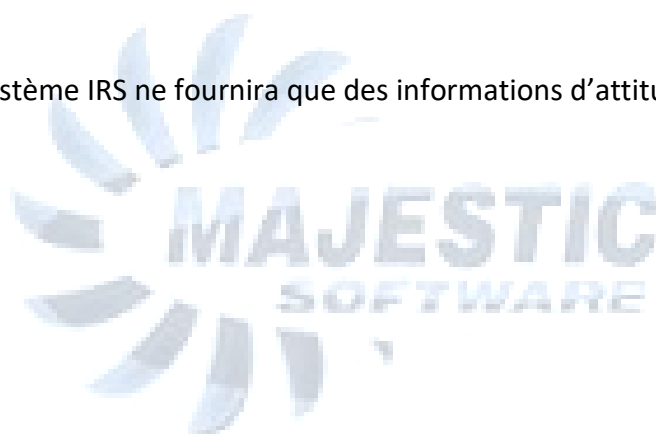 stème IRS ne fournira que des informations d’attitu
MAJESTIC
SOFTWARE